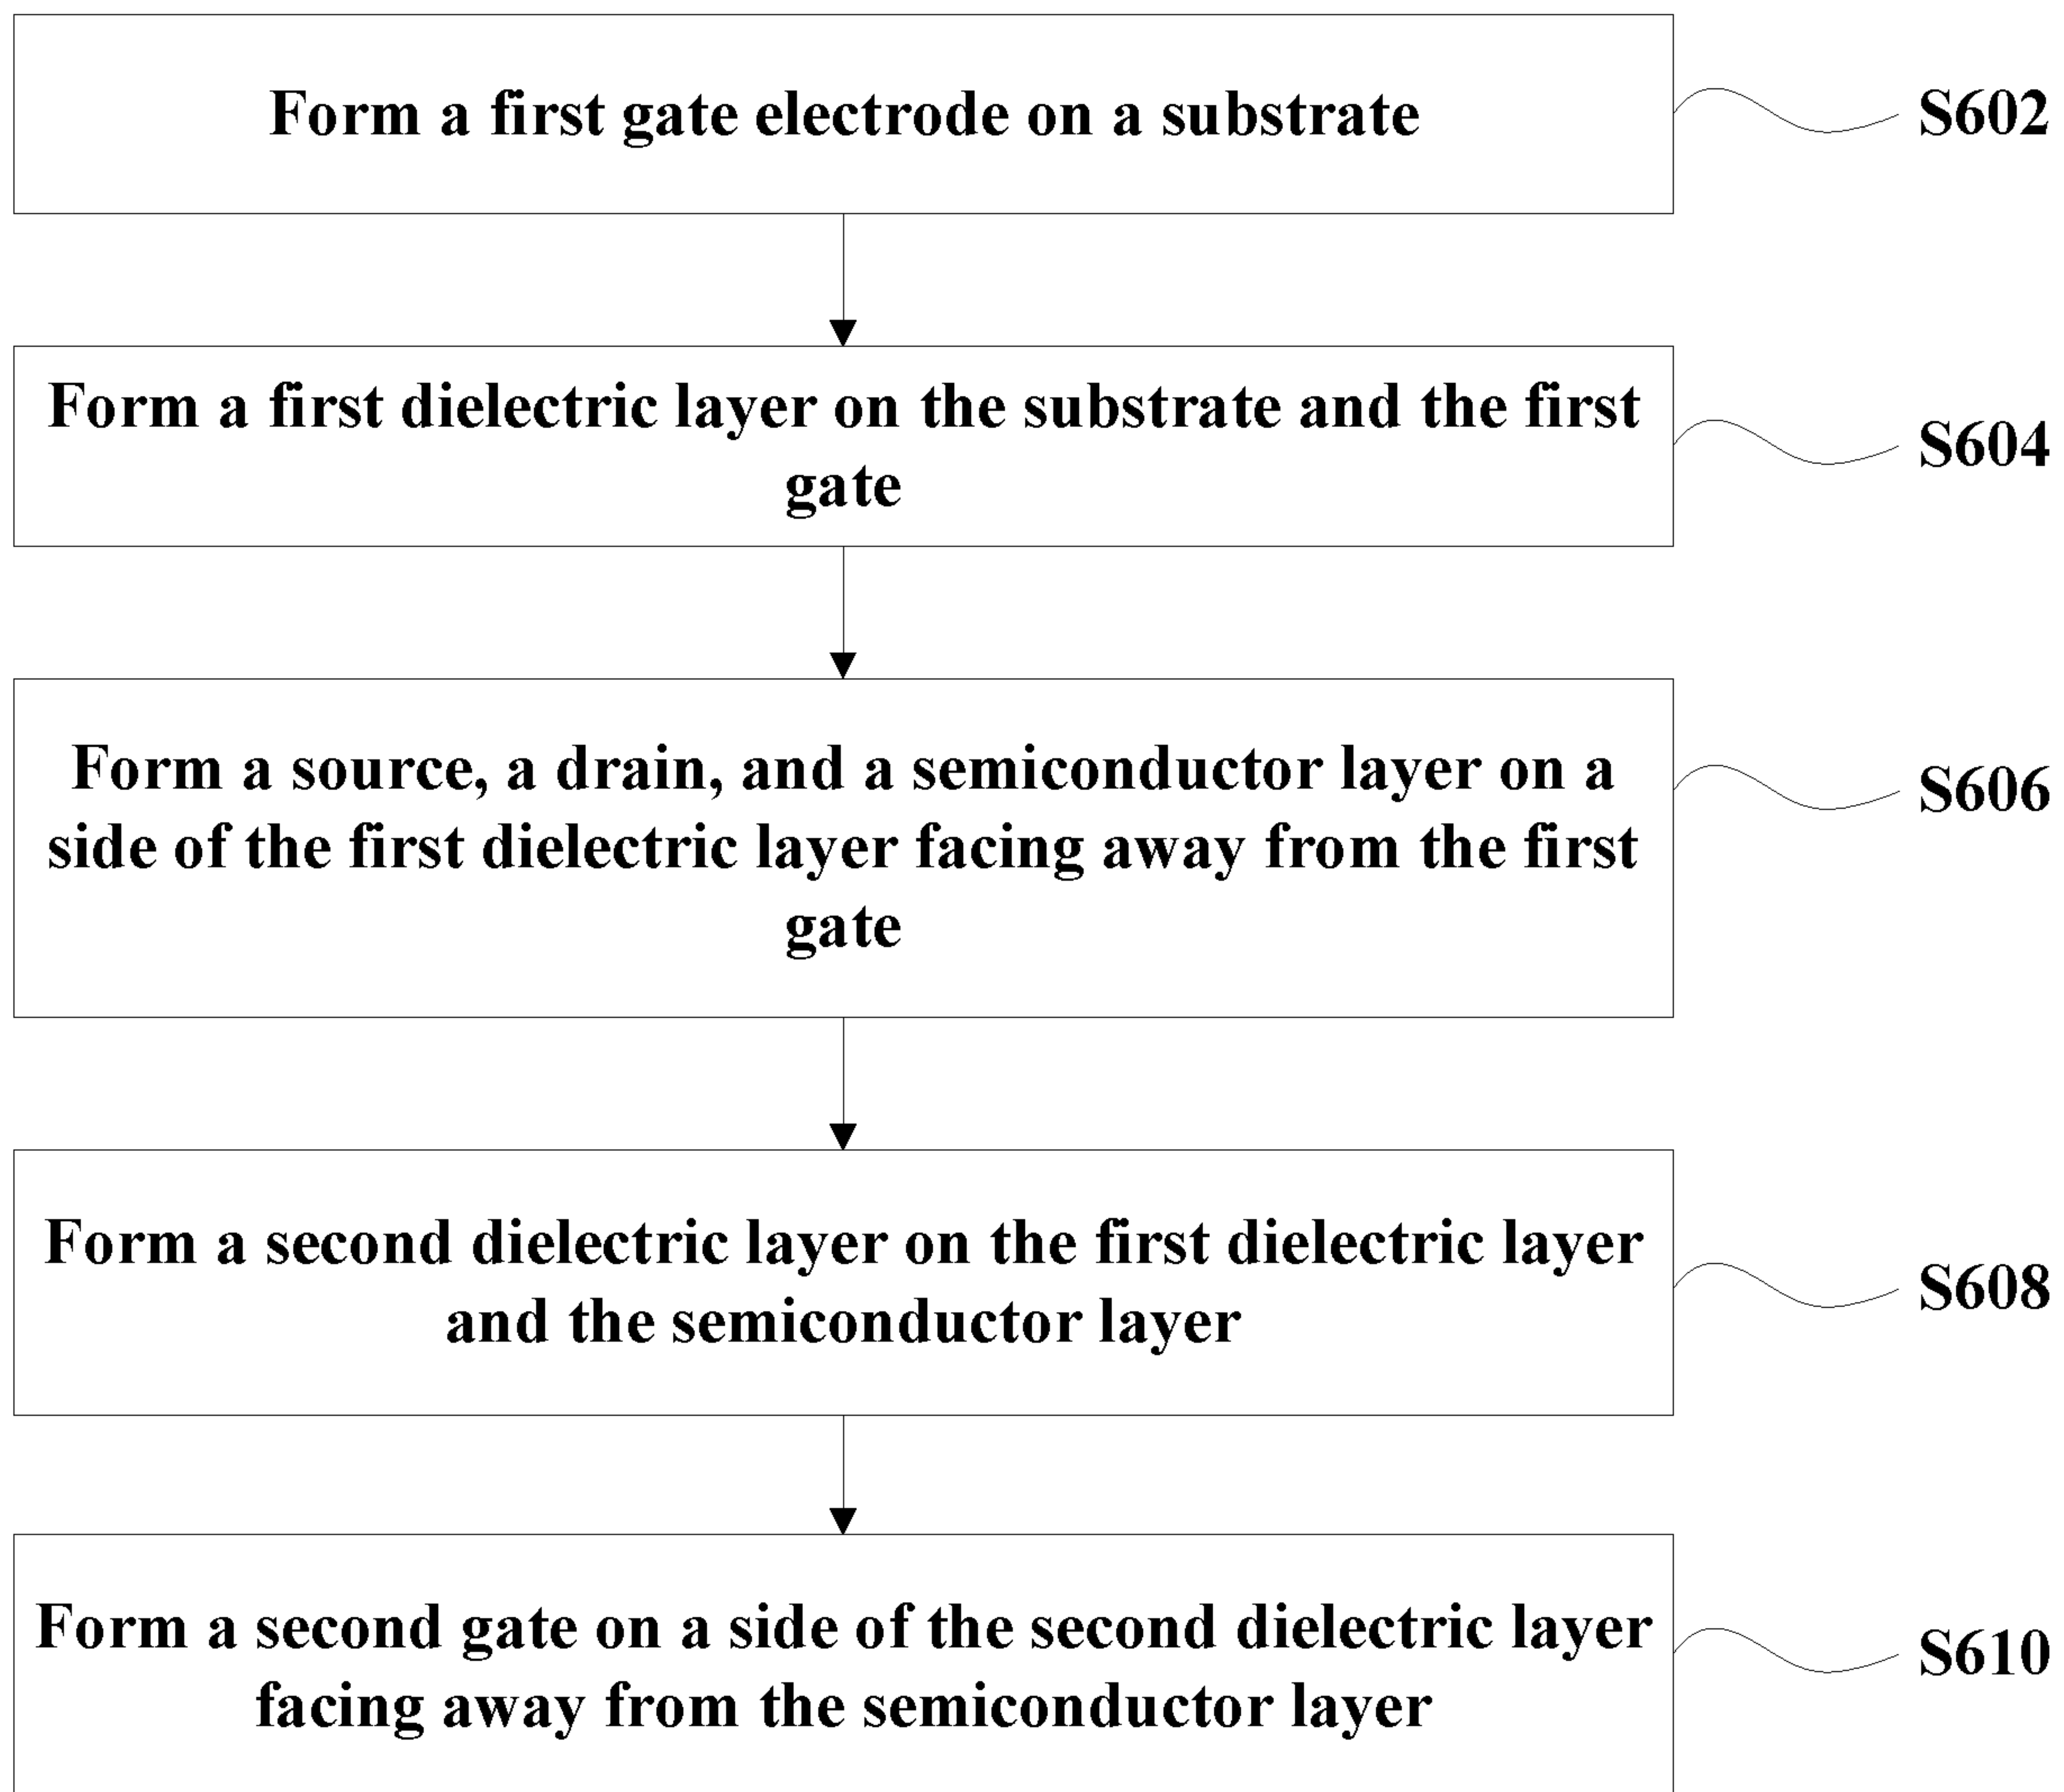 Form a first gate electrode on a substrate
S602
Form a first dielectric layer on the substrate and the first
gate
S604
Form a source, a drain, and a semiconductor layer on a
side of the first dielectric layer facing away from the first
gate
S606
Form a second dielectric layer on the first dielectric layer
and the semiconductor layer
S608
Form a second gate on a side of the second dielectric layer
facing away from the semiconductor layer
S610